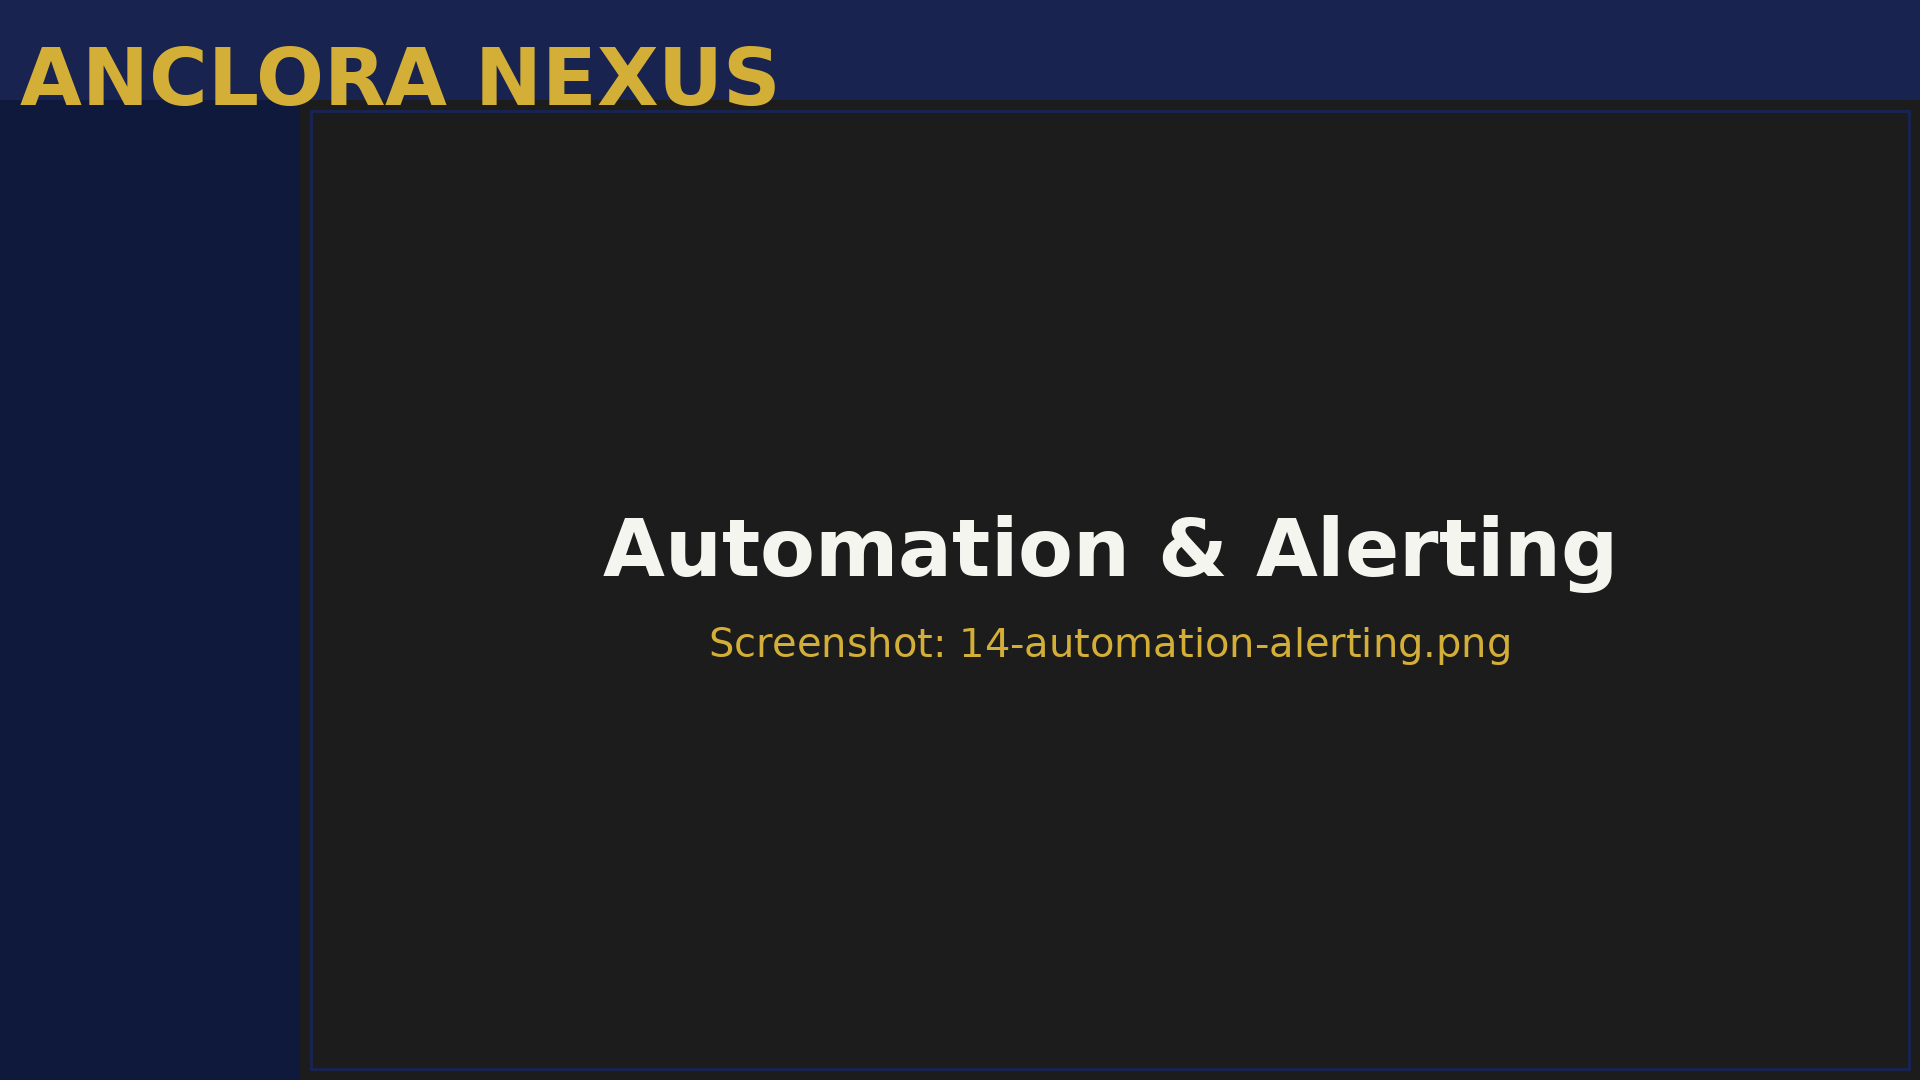 ANCLORA NEXUS
Automation & Alerting
Screenshot: 14-automation-alerting.png